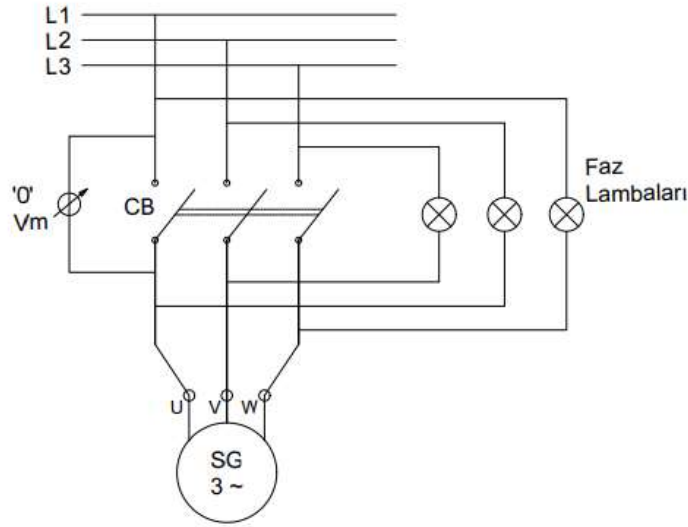 L1
L2
L3
'0'
Vm
CB
Faz
Lambaları
U V W
SG
3 ~